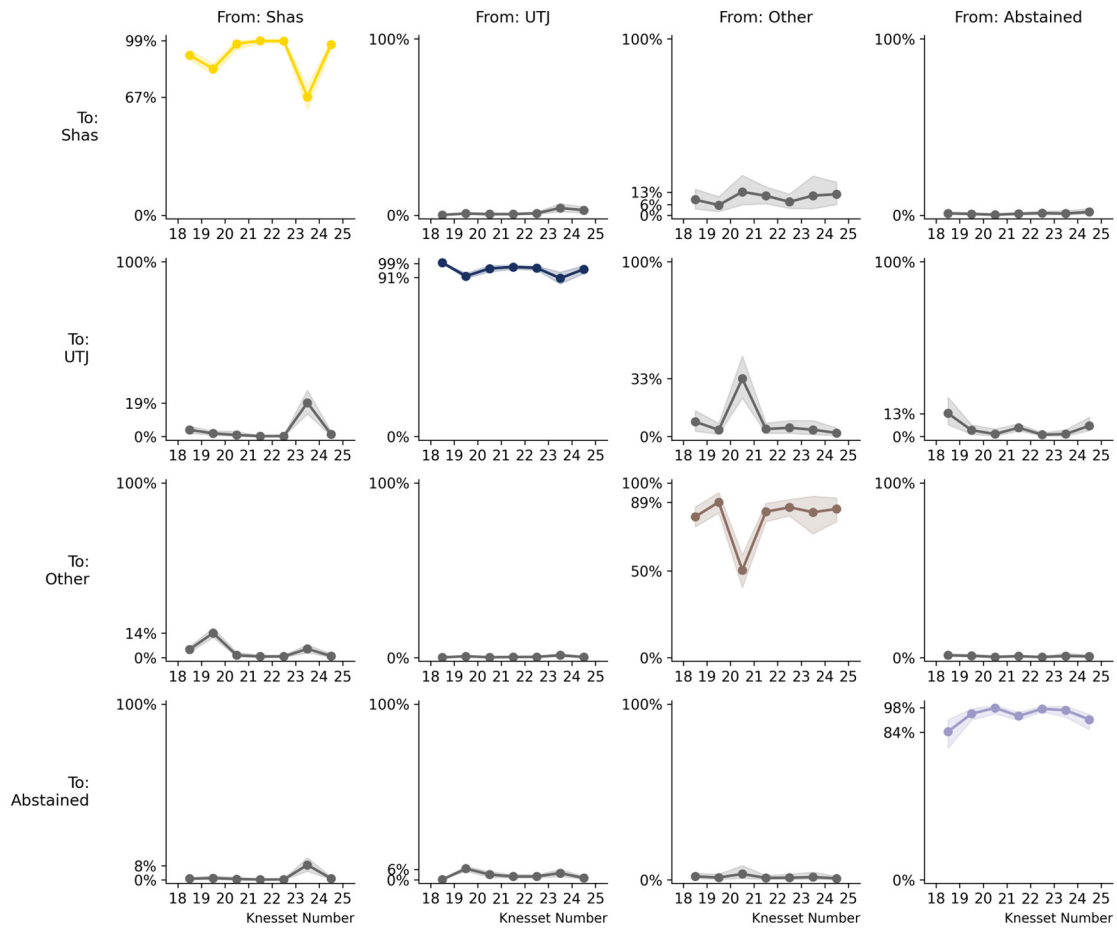 From: Shas From: UTJ From: Other From: Abstained
To:
Shas
99%
67%
0%
18 19 20 21 22 23 24 25
100%
0%
18 19 20 21 22 23 24 25
100%
13%
6%
0%
18 19 20 21 22 23 24 25
100%
0%
18 19 20 21 22 23 24 25
To:
UTJ
100%
19%
0%
18 19 20 21 22 23 24 25
99%
91%
0%
18 19 20 21 22 23 24 25
100%
33%
0%
18 19 20 21 22 23 24 25
100%
13%
0%
18 19 20 21 22 23 24 25
To:
Other
100%
14%
0%
18 19 20 21 22 23 24 25
100%
0%
18 19 20 21 22 23 24 25
100%
89%
50%
0%
18 19 20 21 22 23 24 25
100%
0%
18 19 20 21 22 23 24 25
To:
Abstained
100%
8%
0%
18 19 20 21 22 23 24 25
Knesset Number
100%
6%
0%
18 19 20 21 22 23 24 25
Knesset Number
100%
0%
18 19 20 21 22 23 24 25
Knesset Number
98%
84%
0%
18 19 20 21 22 23 24 25
Knesset Number